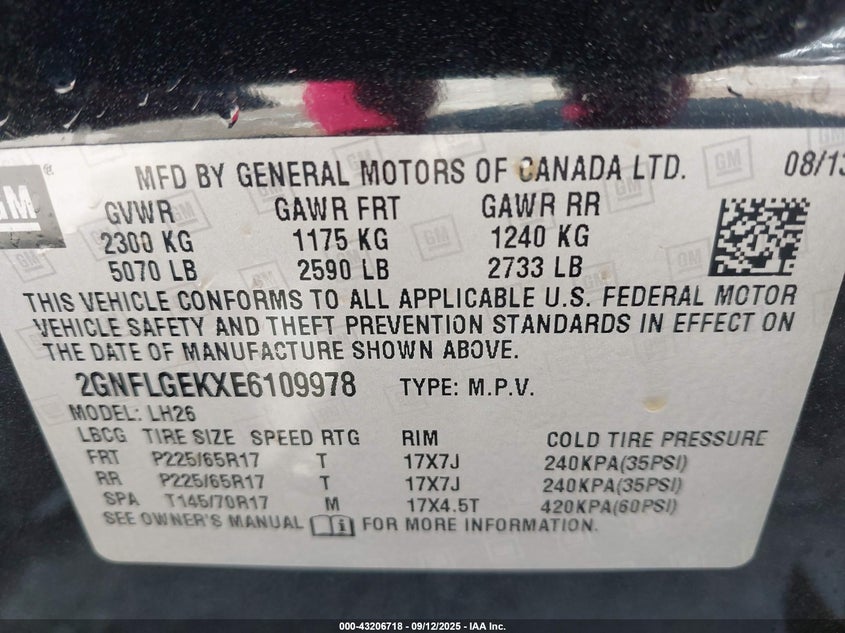 GM ®
MFD BY GENERAL MOTORS OF CANADA LTD. 08/13
GVWR GAWR FRT GAWR RR
2300 KG 1175 KG 1240 KG
5070 LB 2590 LB 2733 LB
THIS VEHICLE CONFORMS TO ALL APPLICABLE U.S. FEDERAL MOTOR
VEHICLE SAFETY AND THEFT PREVENTION STANDARDS IN EFFECT ON
THE DATE OF MANUFACTURE SHOWN ABOVE.
2GNFLGEKXE6109978 TYPE: M.P.V.
MODEL: LH26
LBCG TIRE SIZE SPEED RTG RIM COLD TIRE PRESSURE
FRT P225/65R17 T 17X7J 240KPA(35PSI)
RR P225/65R17 T 17X7J 240KPA(35PSI)
SPA T145/70R17 M 17X4.5T 420KPA(60PSI)
SEE OWNER'S MANUAL i FOR MORE INFORMATION.
000-43206718 - 09/12/2025 - IAA Inc.